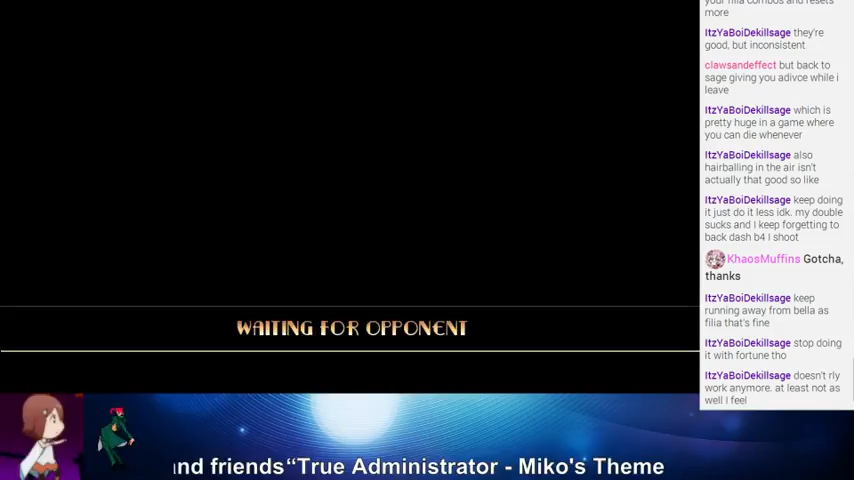 your filia combos and resets
more
ItzYaBoiDekillsage they're
good, but inconsistent
clawsandeffect but back to
sage giving you adivce while i
leave
ItzYaBoiDekillsage which is
pretty huge in a game where
you can die whenever
ItzYaBoiDekillsage also
hairballing in the air isn't
actually that good so like
ItzYaBoiDekillsage keep doing
it just do it less idk. my double
sucks and I keep forgetting to
back dash b4 I shoot
KhaosMuffins Gotcha,
thanks
ItzYaBoiDekillsage keep
running away from bella as
filia that's fine
ItzYaBoiDekillsage stop doing
it with fortune tho
ItzYaBoiDekillsage doesn't rly
work anymore. at least not as
well I feel
WAITING FOR OPPONENT
and friends“True Administrator - Miko's Theme